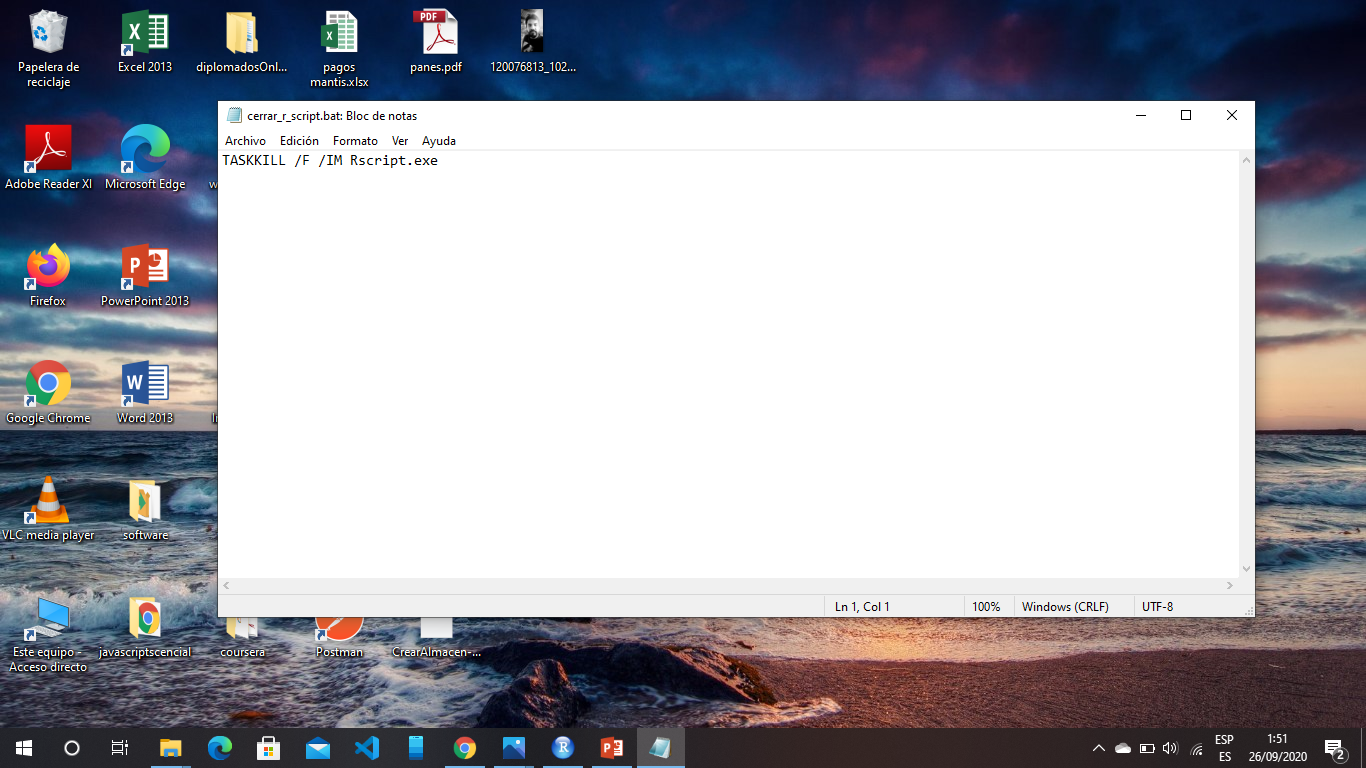 Papelera de
reciclaje
Excel 2013
diplomadosOnl...
pagos
mantis.xlsx
PDF
panes.pdf
120076813_102...
cerrar_r_script.bat: Bloc de notas
Archivo Edición Formato Ver Ayuda
TASKKILL /F /IM Rscript.exe
Adobe Reader XI
Microsoft Edge
Firefox
PowerPoint 2013
Google Chrome
Word 2013
VLC media player
software
Ln 1, Col 1
100%
Windows (CRLF)
UTF-8
Este equipo -
Acceso directo
javascriptscencial
coursera
Postman
CrearAlmacen-...
ESP
ES
1:51
26/09/2020
2